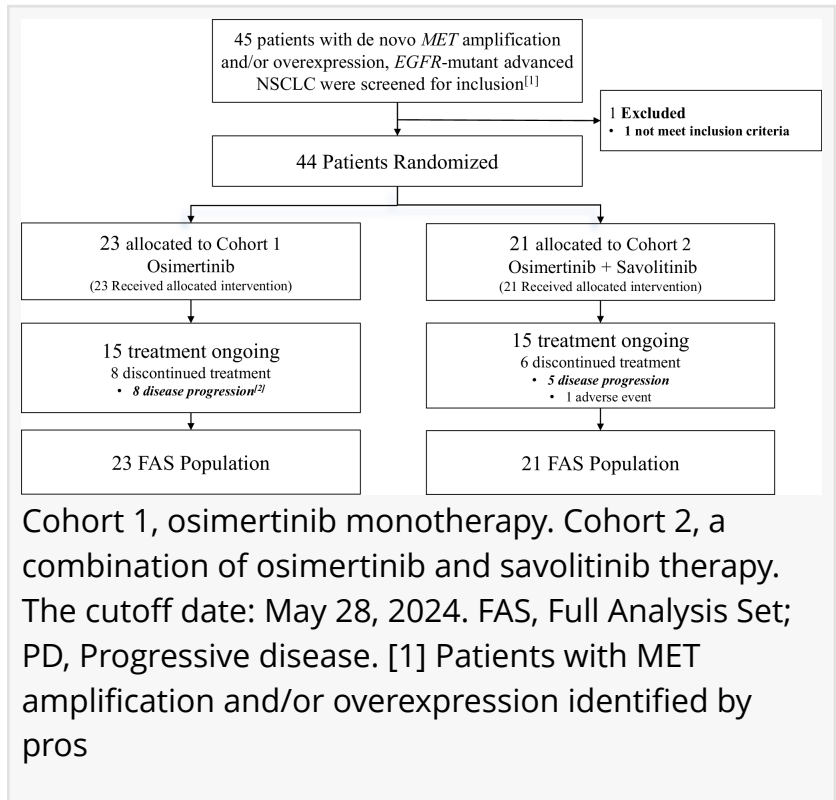 45 patients with de novo MET amplification
and/or overexpression, EGFR-mutant advanced
NSCLC were screened for inclusion[1]
1 Excluded
• 1 not meet inclusion criteria
44 Patients Randomized
23 allocated to Cohort 1
Osimertinib
(23 Received allocated intervention)
21 allocated to Cohort 2
Osimertinib + Savolitinib
(21 Received allocated intervention)
15 treatment ongoing
8 discontinued treatment
• 8 disease progression[2]
15 treatment ongoing
6 discontinued treatment
• 5 disease progression
• 1 adverse event
23 FAS Population
21 FAS Population
Cohort 1, osimertinib monotherapy. Cohort 2, a
combination of osimertinib and savolitinib therapy.
The cutoff date: May 28, 2024. FAS, Full Analysis Set;
PD, Progressive disease. [1] Patients with MET
amplification and/or overexpression identified by
pros